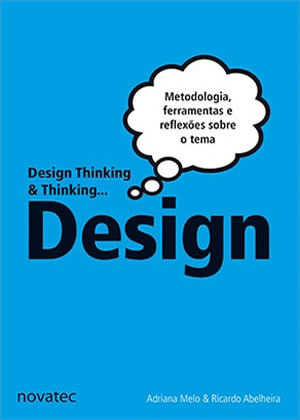 Metodologia,
ferramentas e
reflexões sobre
o tema
Design Thinking
& Thinking...
Design
novatec
Adriana Melo & Ricardo Abelheira